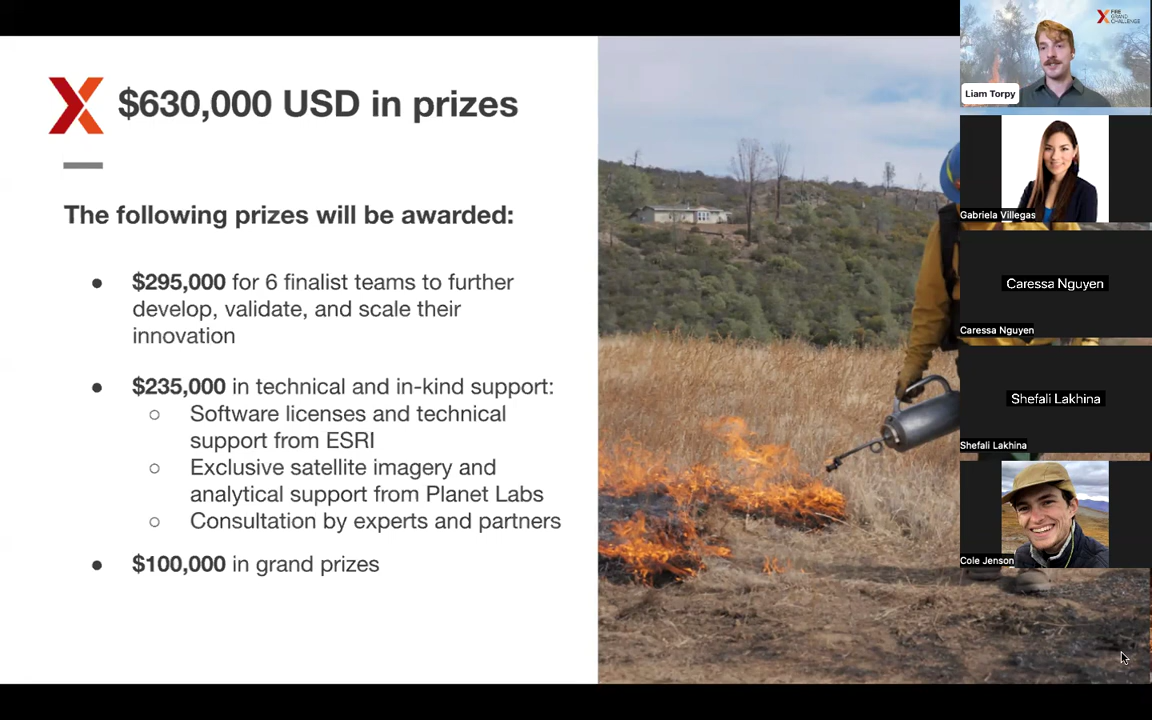 $630,000 USD in prizes
The following prizes will be awarded:
● $295,000 for 6 finalist teams to further
develop, validate, and scale their
innovation
● $235,000 in technical and in-kind support:
○ Software licenses and technical
support from ESRI
○ Exclusive satellite imagery and
analytical support from Planet Labs
○ Consultation by experts and partners
● $100,000 in grand prizes
FIRE
GRAND
CHALLENGE
Liam Torpy
Gabriela Villegas
Caressa Nguyen
Caressa Nguyen
Shefali Lakhina
Shefali Lakhina
Cole Jenson